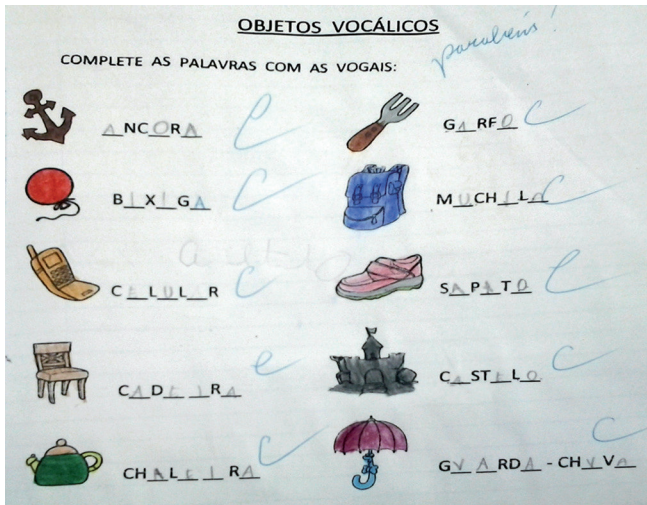 OBJETOS VOCÁLICOS
parabéns!
COMPLETE AS PALAVRAS COM AS VOGAIS:
ANCORA C
GARFO C
BIXIGA C
MUCHILA C
CELULAR C
SAPATO C
CADEIRA C
CASTELO C
CHALEIRA C
GUARDA - CHUVA C